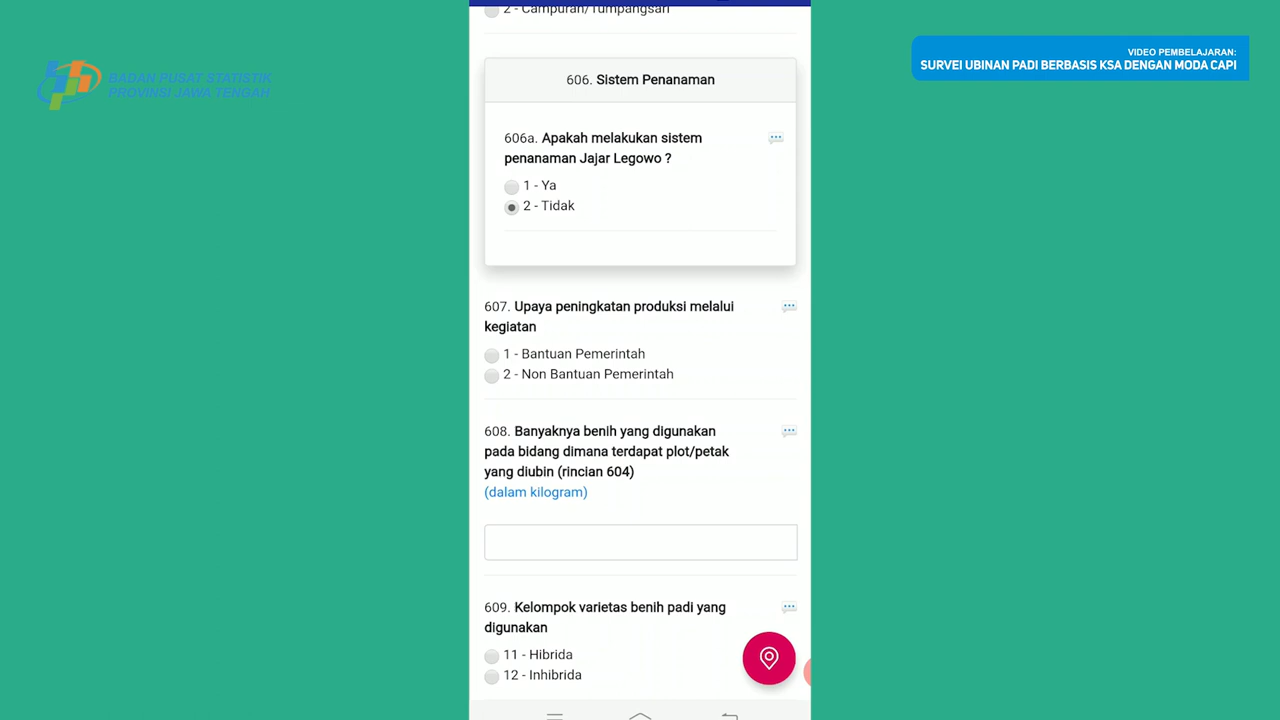 BADAN PUSAT STATISTIK
PROVINSI JAWA TENGAH
VIDEO PEMBELAJARAN:
SURVEI UBINAN PADI BERBASIS KSA DENGAN MODA CAPI
2 - Campuran/Tumpangsari
606. Sistem Penanaman
606a. Apakah melakukan sistem
penanaman Jajar Legowo ?
1 - Ya
2 - Tidak
607. Upaya peningkatan produksi melalui
kegiatan
1 - Bantuan Pemerintah
2 - Non Bantuan Pemerintah
608. Banyaknya benih yang digunakan
pada bidang dimana terdapat plot/petak
yang diubin (rincian 604)
(dalam kilogram)
609. Kelompok varietas benih padi yang
digunakan
11 - Hibrida
12 - Inhibrida